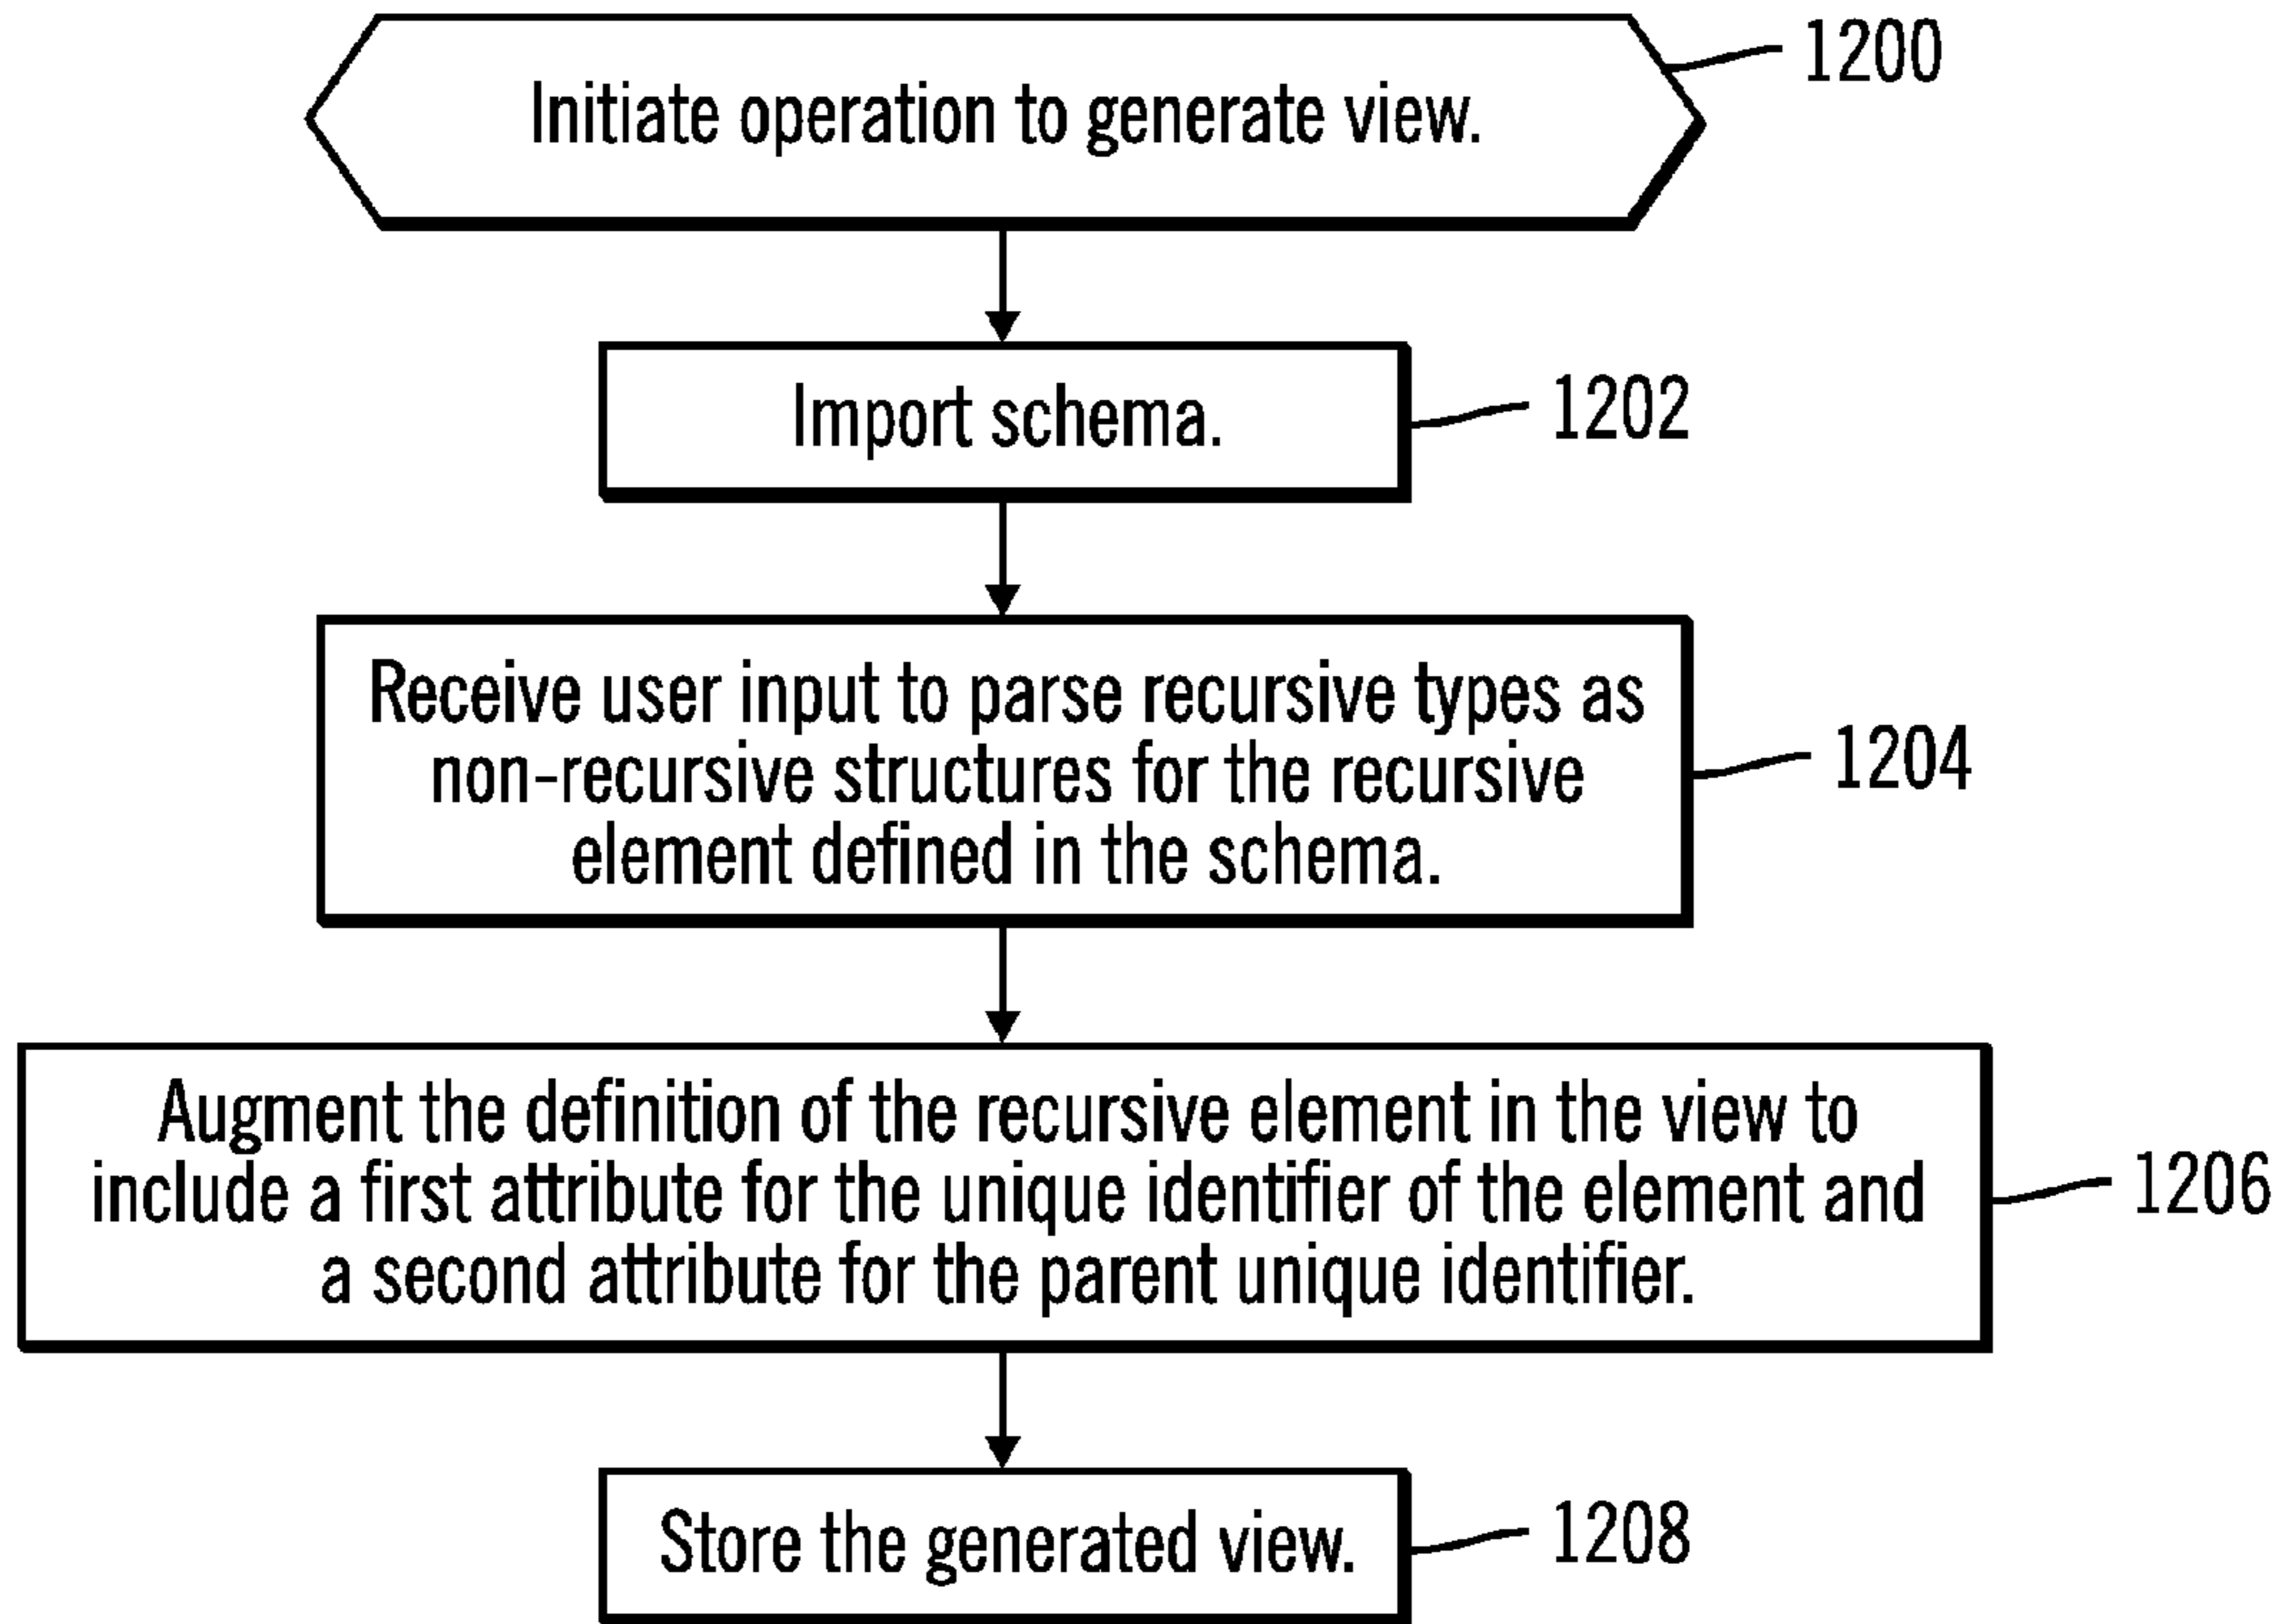 Initiate operation to generate view.
1200
Import schema.
1202
Receive user input to parse recursive types as
non-recursive structures for the recursive
element defined in the schema.
1204
Augment the definition of the recursive element in the view to
include a first attribute for the unique identifier of the element and
a second attribute for the parent unique identifier.
1206
Store the generated view.
1208